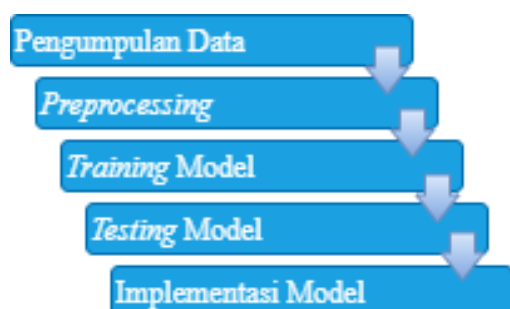 Pengumpulan Data
Preprocessing
Training Model
Testing Model
Implementasi Model